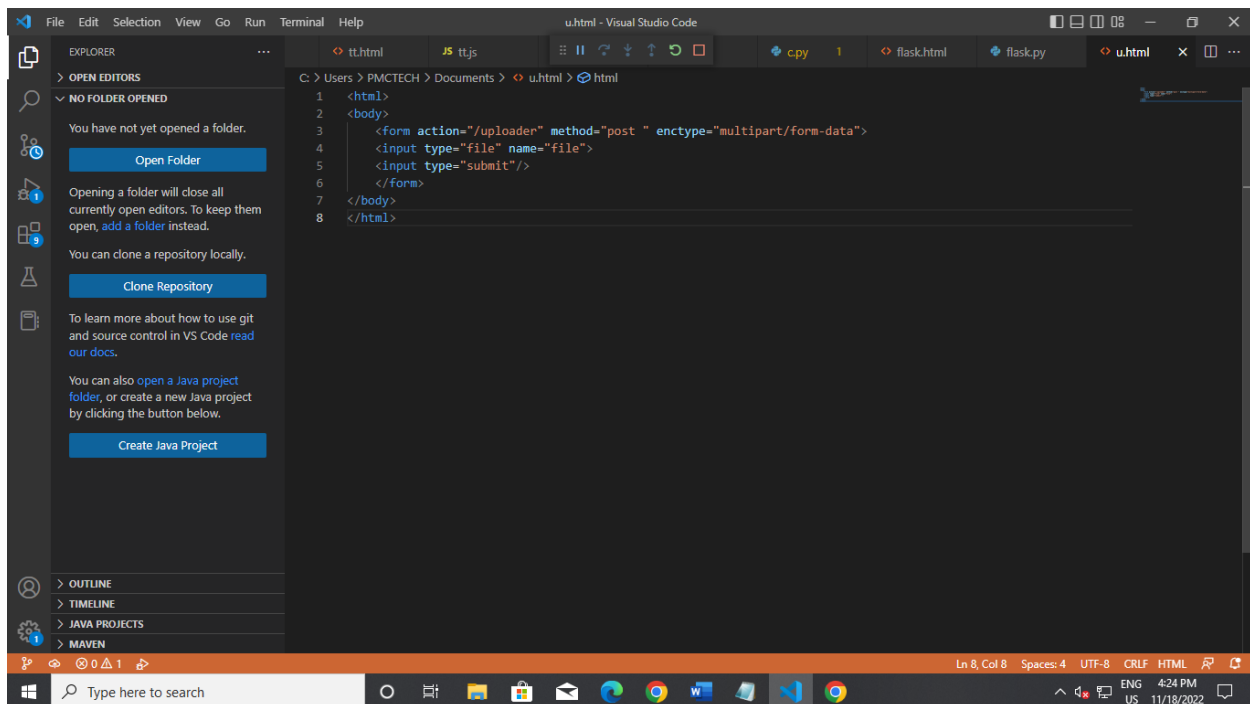 File Edit Selection View Go Run Terminal Help
u.html - Visual Studio Code
EXPLORER
tt.html
JS tt.js
c.py 1
flask.html
flask.py
u.html
OPEN EDITORS
C: > Users > PMCTECH > Documents > u.html > html
NO FOLDER OPENED
You have not yet opened a folder.
Open Folder
Opening a folder will close all
currently open editors. To keep them
open, add a folder instead.
You can clone a repository locally.
Clone Repository
To learn more about how to use git
and source control in VS Code read
our docs.
You can also open a Java project
folder, or create a new Java project
by clicking the button below.
Create Java Project
1 <html>
2 <body>
3 <form action="/uploader" method="post " enctype="multipart/form-data">
4 <input type="file" name="file">
5 <input type="submit"/>
6 </form>
7 </body>
8 </html>
1
9
OUTLINE
TIMELINE
JAVA PROJECTS
MAVEN
1
0 1
Ln 8, Col 8 Spaces: 4 UTF-8 CRLF HTML
Type here to search
ENG
US
4:24 PM
11/18/2022